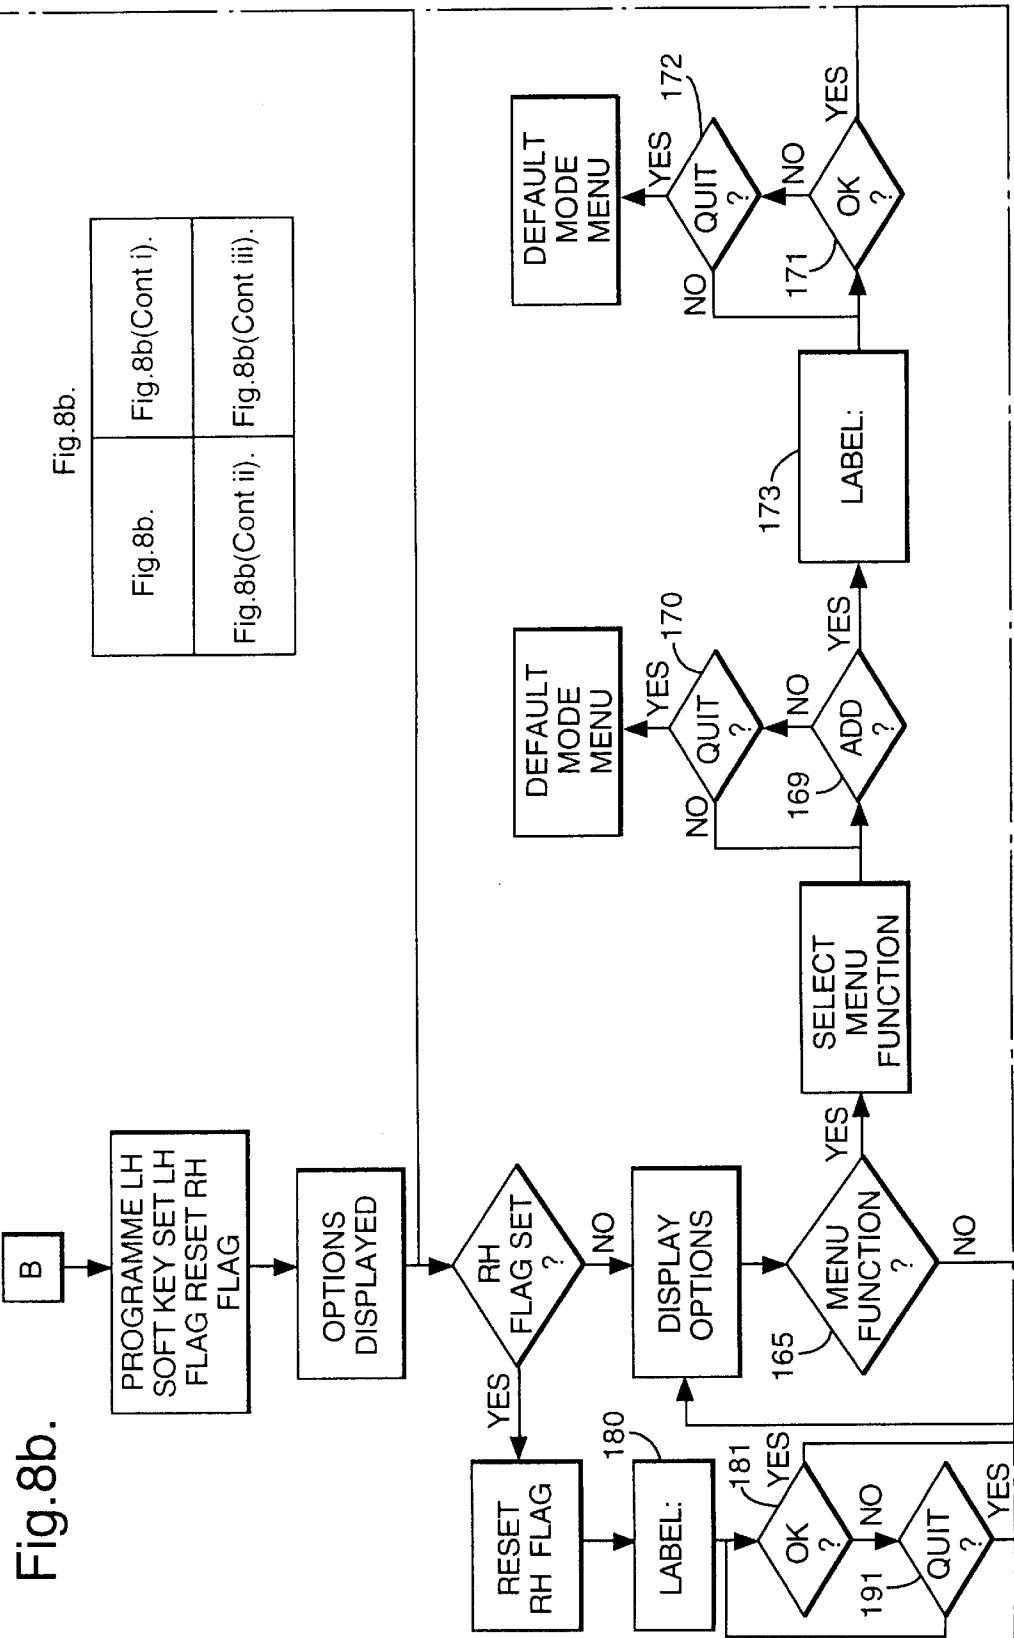 Fig.8b.
B
PROGRAMME LH
SOFT KEY SET LH
FLAG RESET RH
FLAG
OPTIONS
DISPLAYED
RH
FLAG SET
?
YES
NO
RESET
RH FLAG
180
LABEL:
181
OK
?
YES
NO
191
QUIT
?
YES
DISPLAY
OPTIONS
165
MENU
FUNCTION
?
YES
NO
SELECT
MENU
FUNCTION
169
ADD
?
YES
NO
170
QUIT
?
NO
YES
DEFAULT
MODE
MENU
173
LABEL:
171
OK
?
YES
NO
172
QUIT
?
NO
YES
DEFAULT
MODE
MENU
Fig.8b.
Fig.8b.
Fig.8b(Cont i).
Fig.8b(Cont ii).
Fig.8b(Cont iii).